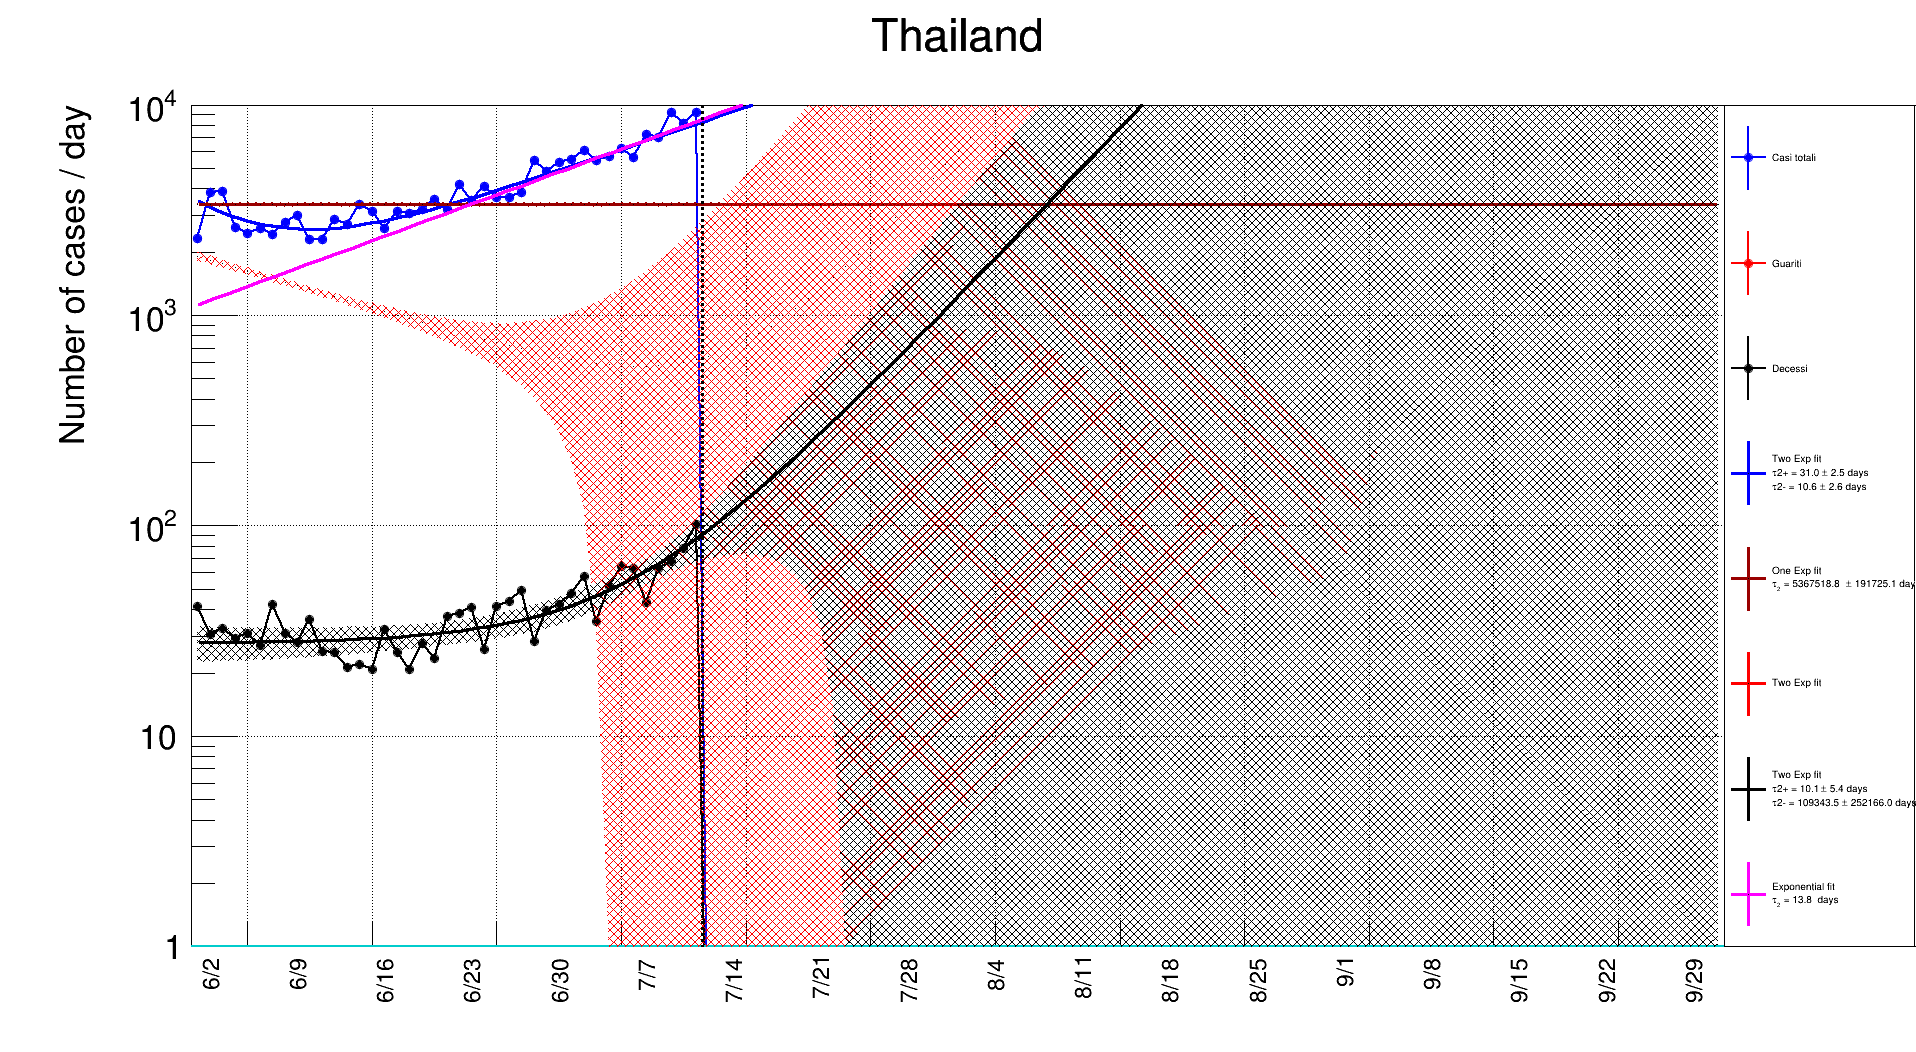 Thailand
Number of cases / day
10^4
10^3
10^2
10
1
6/2
6/9
6/16
6/23
6/30
7/7
7/14
7/21
7/28
8/4
8/11
8/18
8/25
9/1
9/8
9/15
9/22
9/29
Casi totali
Guariti
Decessi
Two Exp fit
τ2+ = 31.0 ± 2.5 days
τ2- = 10.6 ± 2.6 days
One Exp fit
τ₂ = 5367518.8 ± 191725.1 day
Two Exp fit
Two Exp fit
τ2+ = 10.1 ± 5.4 days
τ2- = 109343.5 ± 252166.0 days
Exponential fit
τ₂ = 13.8 days